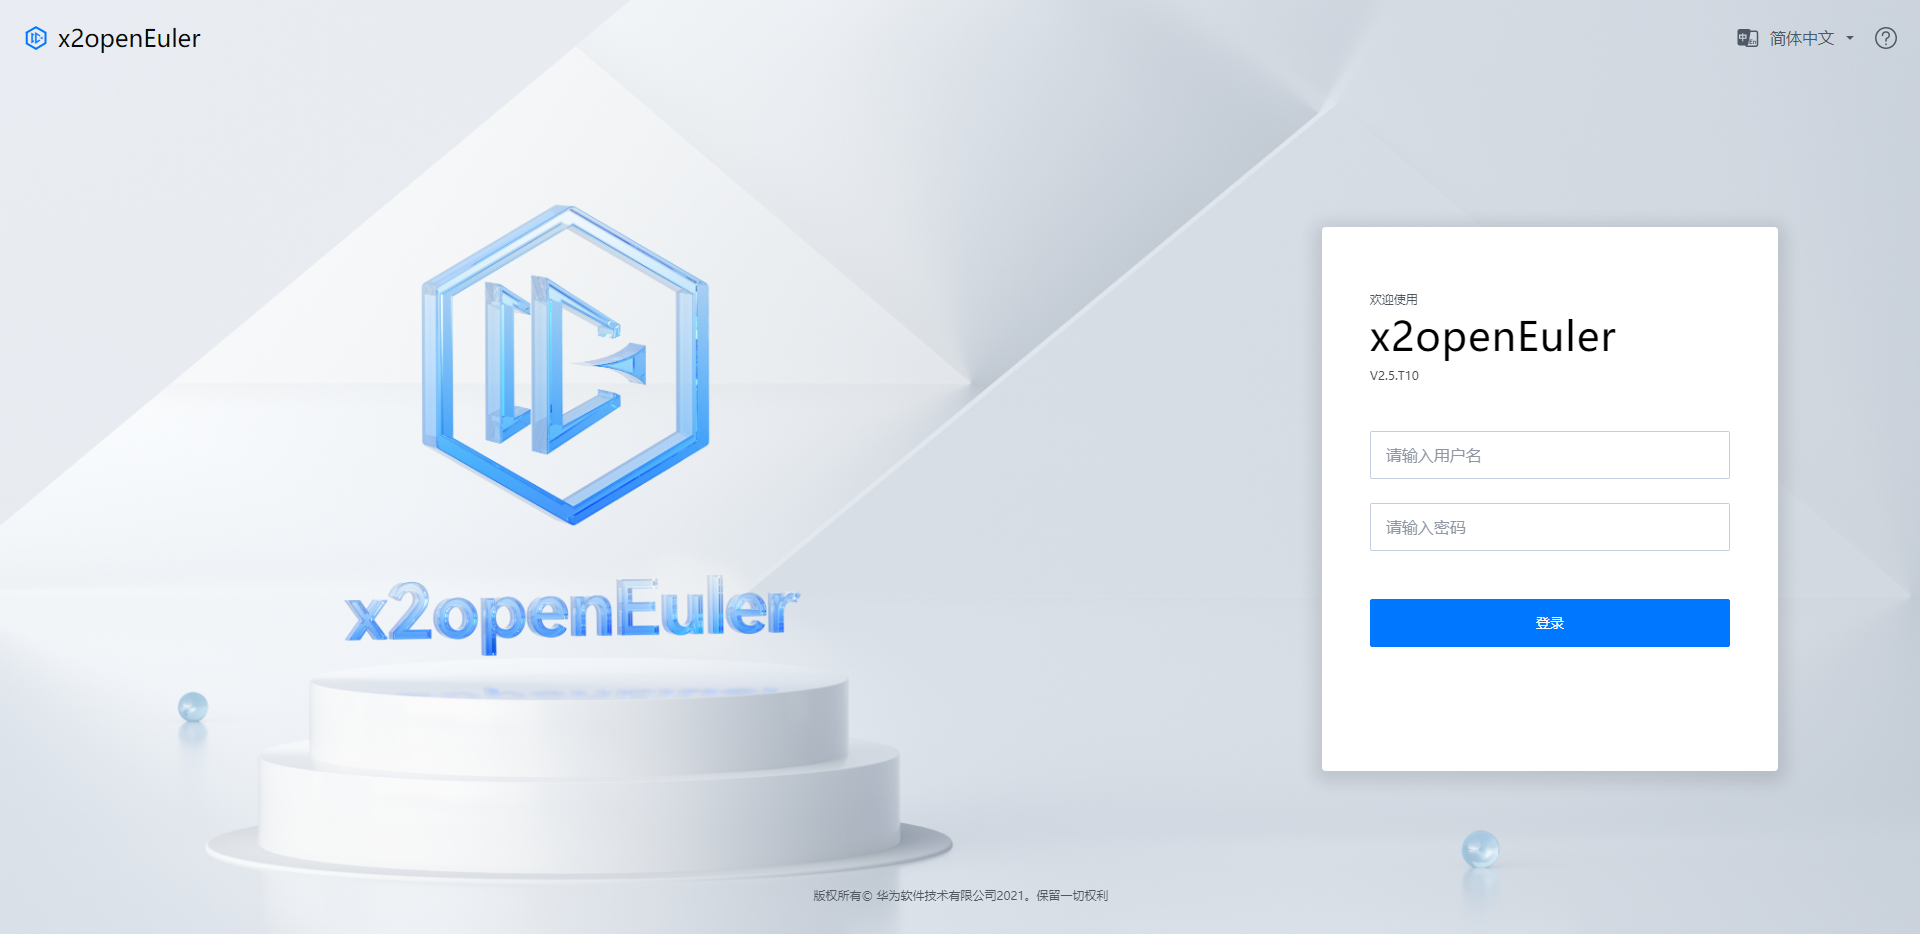 x2openEuler
简体中文
欢迎使用
x2openEuler
V2.5.T10
请输入用户名
请输入密码
登录
x2openEuler
版权所有© 华为软件技术有限公司2021。保留一切权利